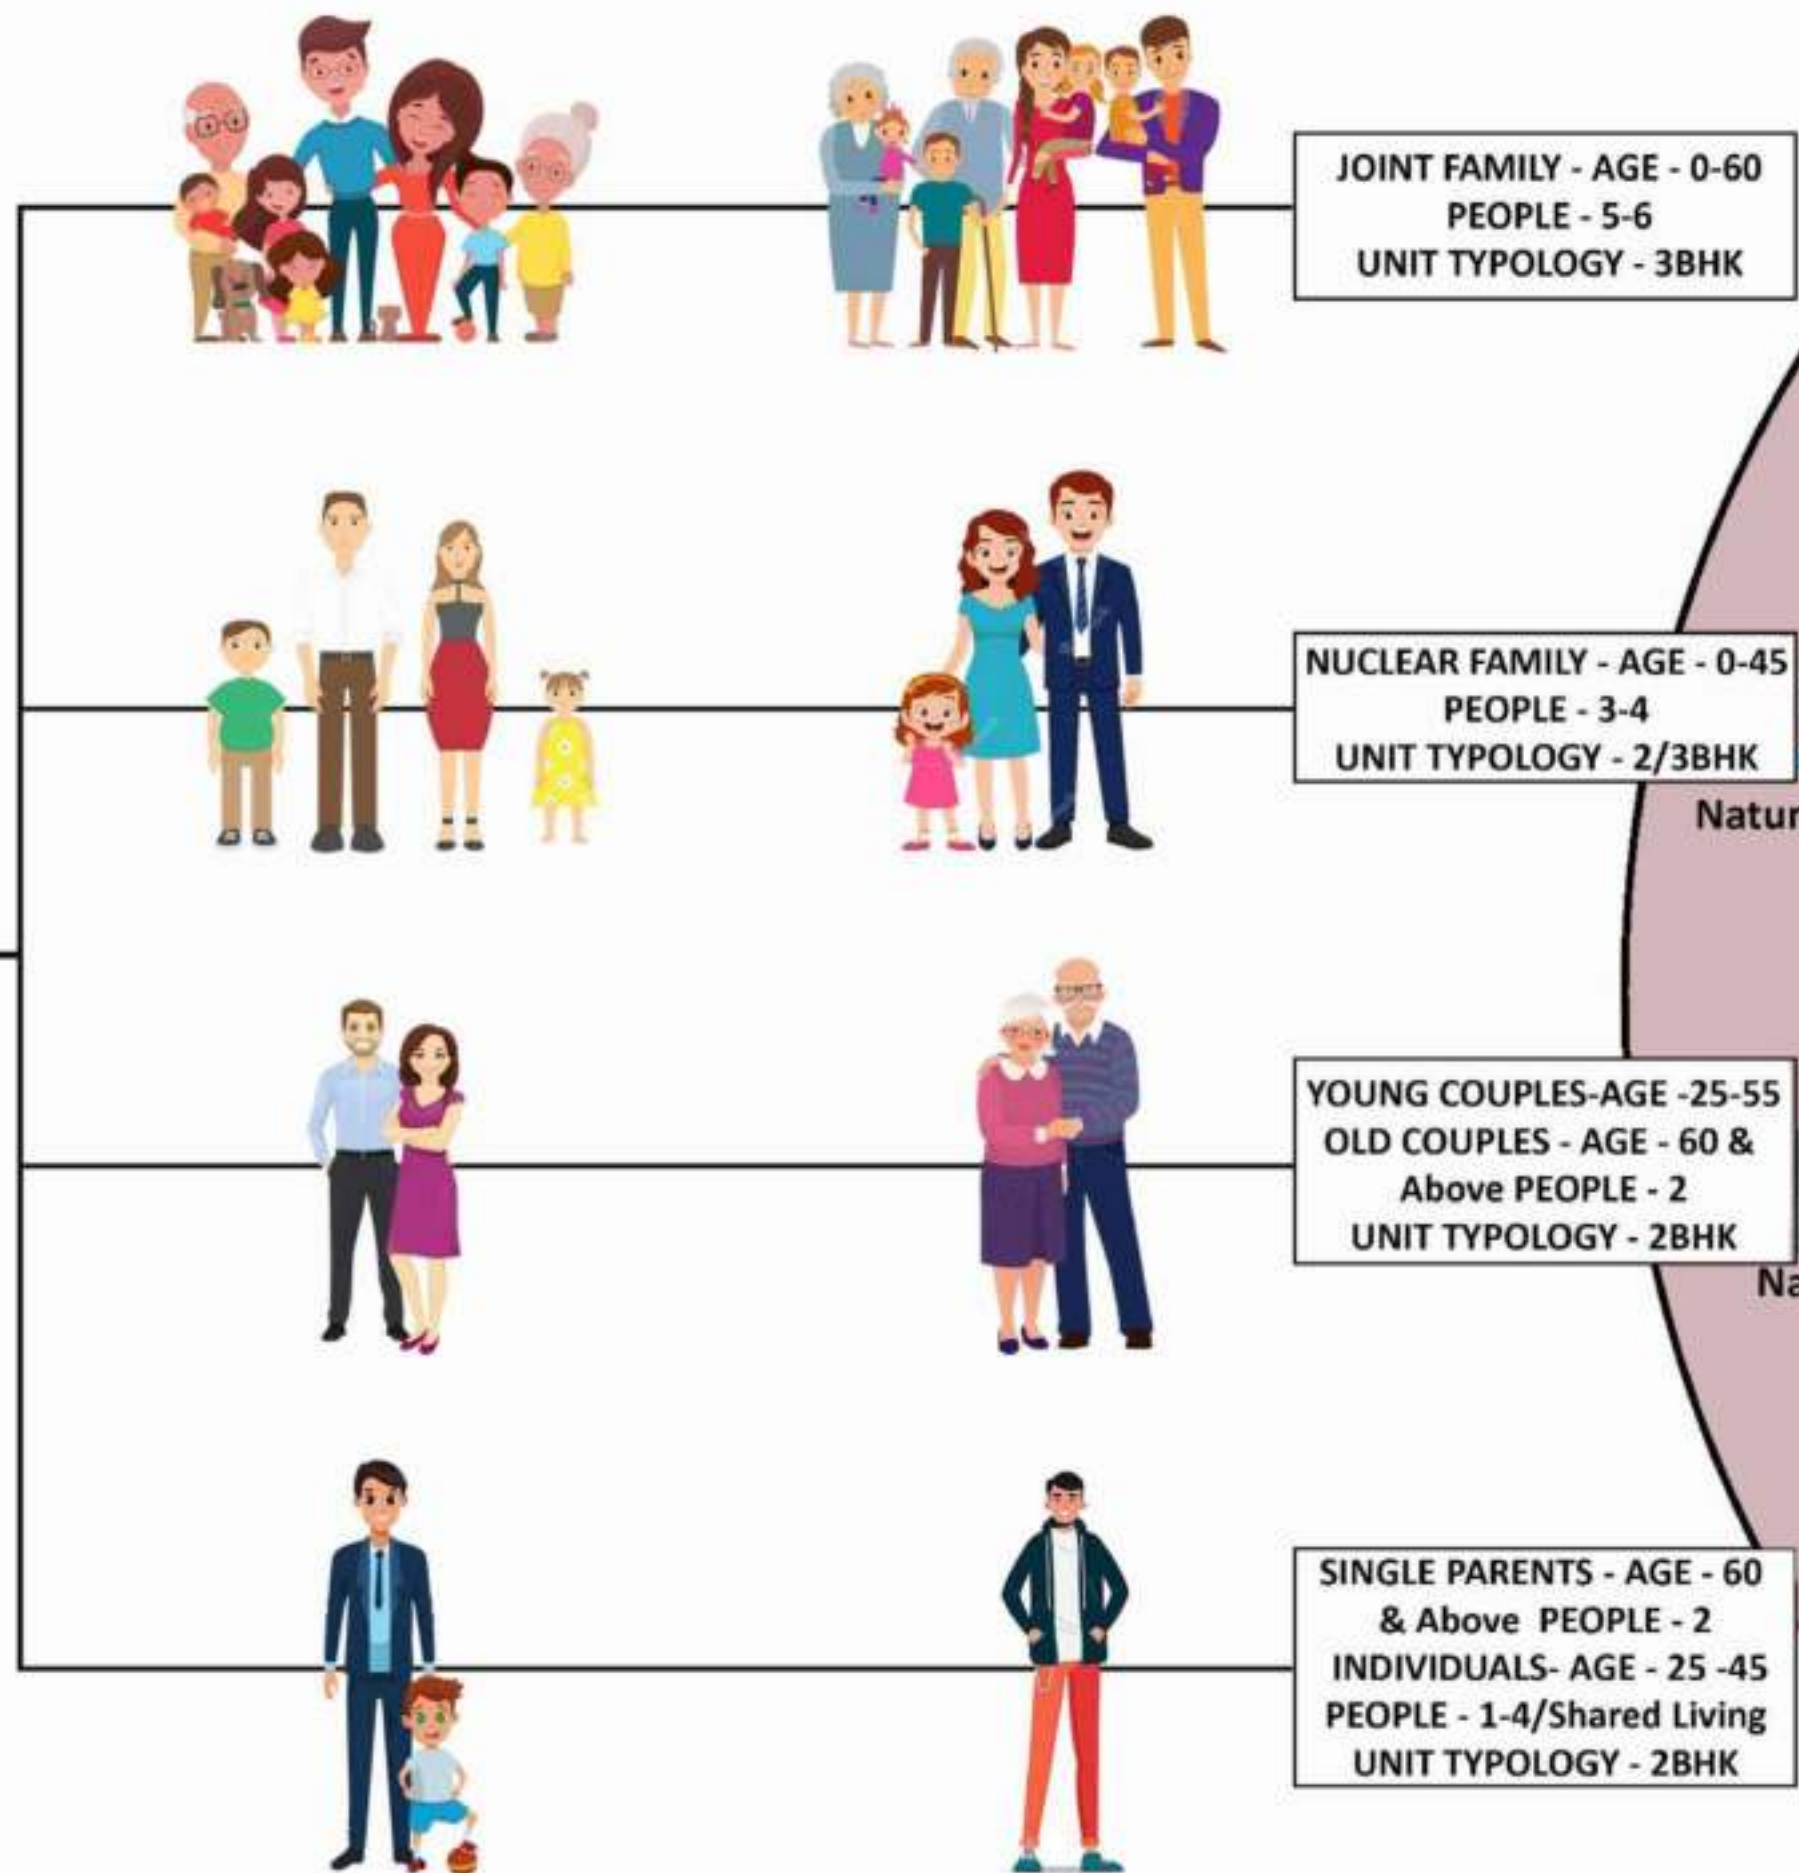 JOINT FAMILY - AGE - 0-60
PEOPLE - 5-6
UNIT TYPOLOGY - 3BHK
NUCLEAR FAMILY - AGE - 0-45
PEOPLE - 3-4
UNIT TYPOLOGY - 2/3BHK
Natur
YOUNG COUPLES-AGE -25-55
OLD COUPLES - AGE - 60 &
Above PEOPLE - 2
UNIT TYPOLOGY - 2BHK
Na
SINGLE PARENTS - AGE - 60
& Above PEOPLE - 2
INDIVIDUALS- AGE - 25 -45
PEOPLE - 1-4/Shared Living
UNIT TYPOLOGY - 2BHK